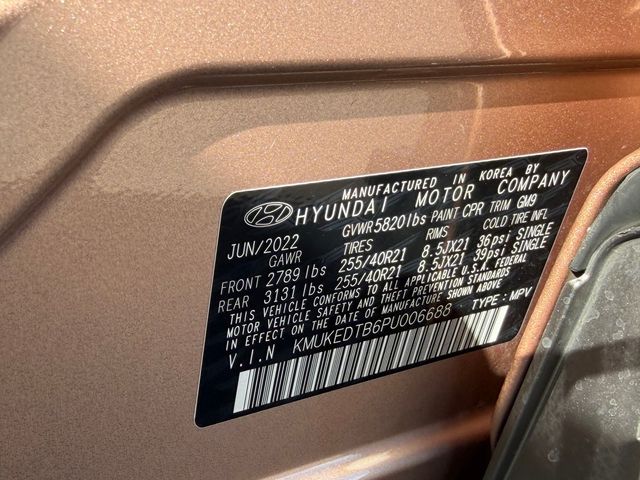 MANUFACTURED IN KOREA BY
HYUNDAI MOTOR COMPANY
JUN/2022 GVWR 5820 lbs PAINT CPR TRIM GM9
GAWR TIRES RIMS COLD TIRE INFL
FRONT 2789 lbs 255/40R21 8.5JX21 36psi SINGLE
REAR 3131 lbs 255/40R21 8.5JX21 39psi SINGLE
THIS VEHICLE CONFORMS TO ALL APPLICABLE U.S.A. FEDERAL
MOTOR VEHICLE SAFETY STANDARDS IN EFFECT ON
THE DATE OF MANUFACTURE SHOWN ABOVE
V.I.N KMUKEDTB6PU006688 TYPE : MPV